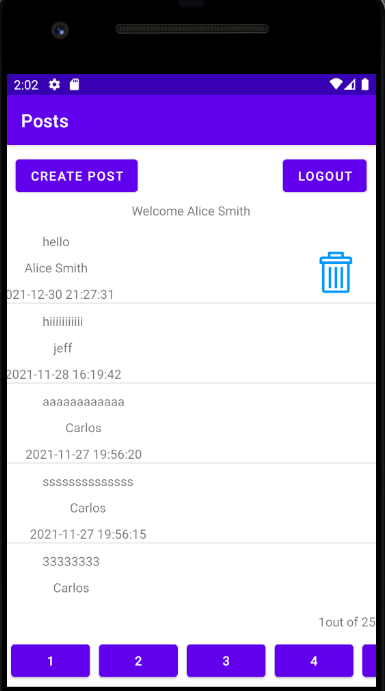 2:02
Posts
CREATE POST
LOGOUT
Welcome Alice Smith
hello
Alice Smith
021-12-30 21:27:31
hiiiiiiiiiii
jeff
2021-11-28 16:19:42
aaaaaaaaaaaa
Carlos
2021-11-27 19:56:20
ssssssssssssss
Carlos
2021-11-27 19:56:15
33333333
Carlos
1out of 25
1
2
3
4